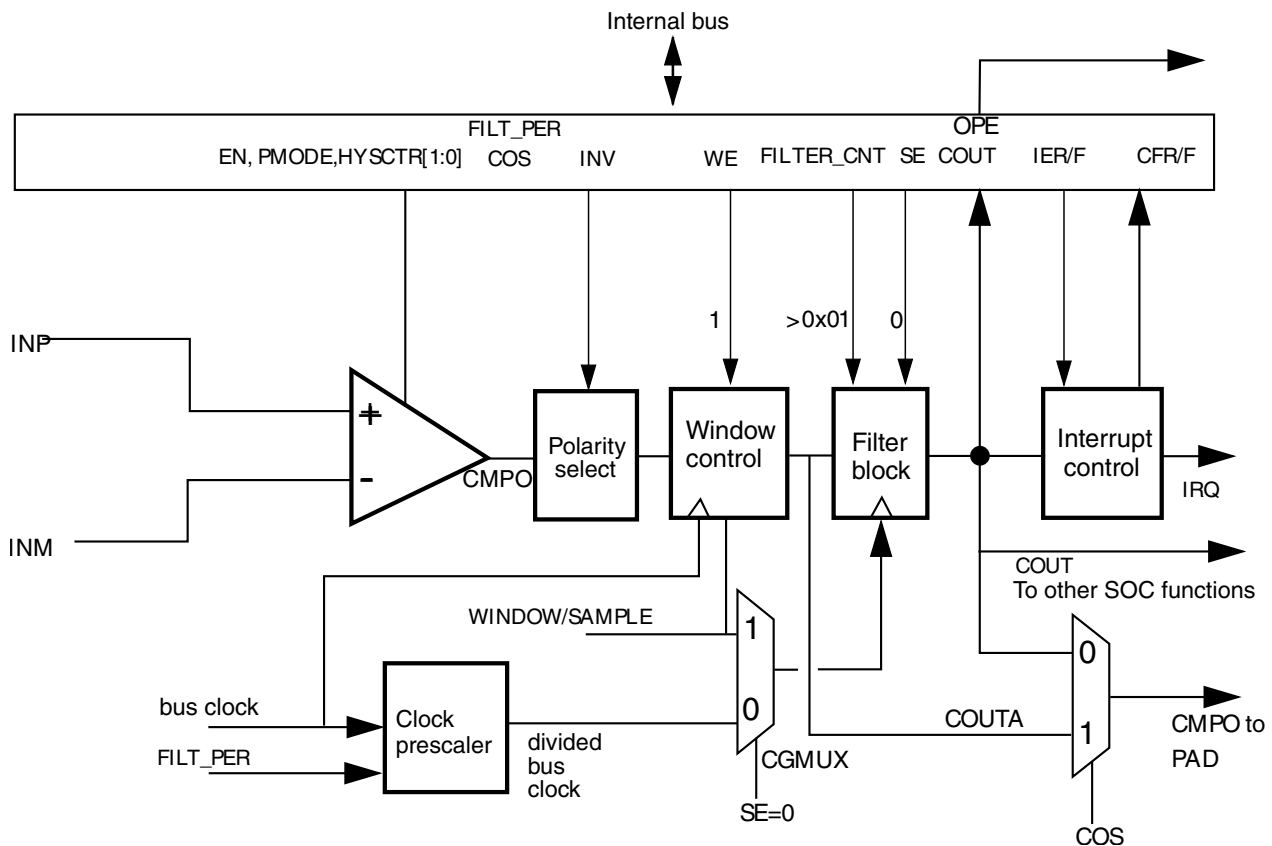 Internal bus
FILT_PER
OPE
EN, PMODE,HYSCTR[1:0]
COS
INV
WE
FILTER_CNT
SE
COUT
IER/F
CFR/F
1
>0x01
0
INP
INM
+
-
CMPO
Polarity
select
Window
control
Filter
block
Interrupt
control
IRQ
COUT
To other SOC functions
WINDOW/SAMPLE
1
0
CGMUX
SE=0
bus clock
FILT_PER
Clock
prescaler
divided
bus
clock
COUTA
0
1
CMPO to
PAD
COS